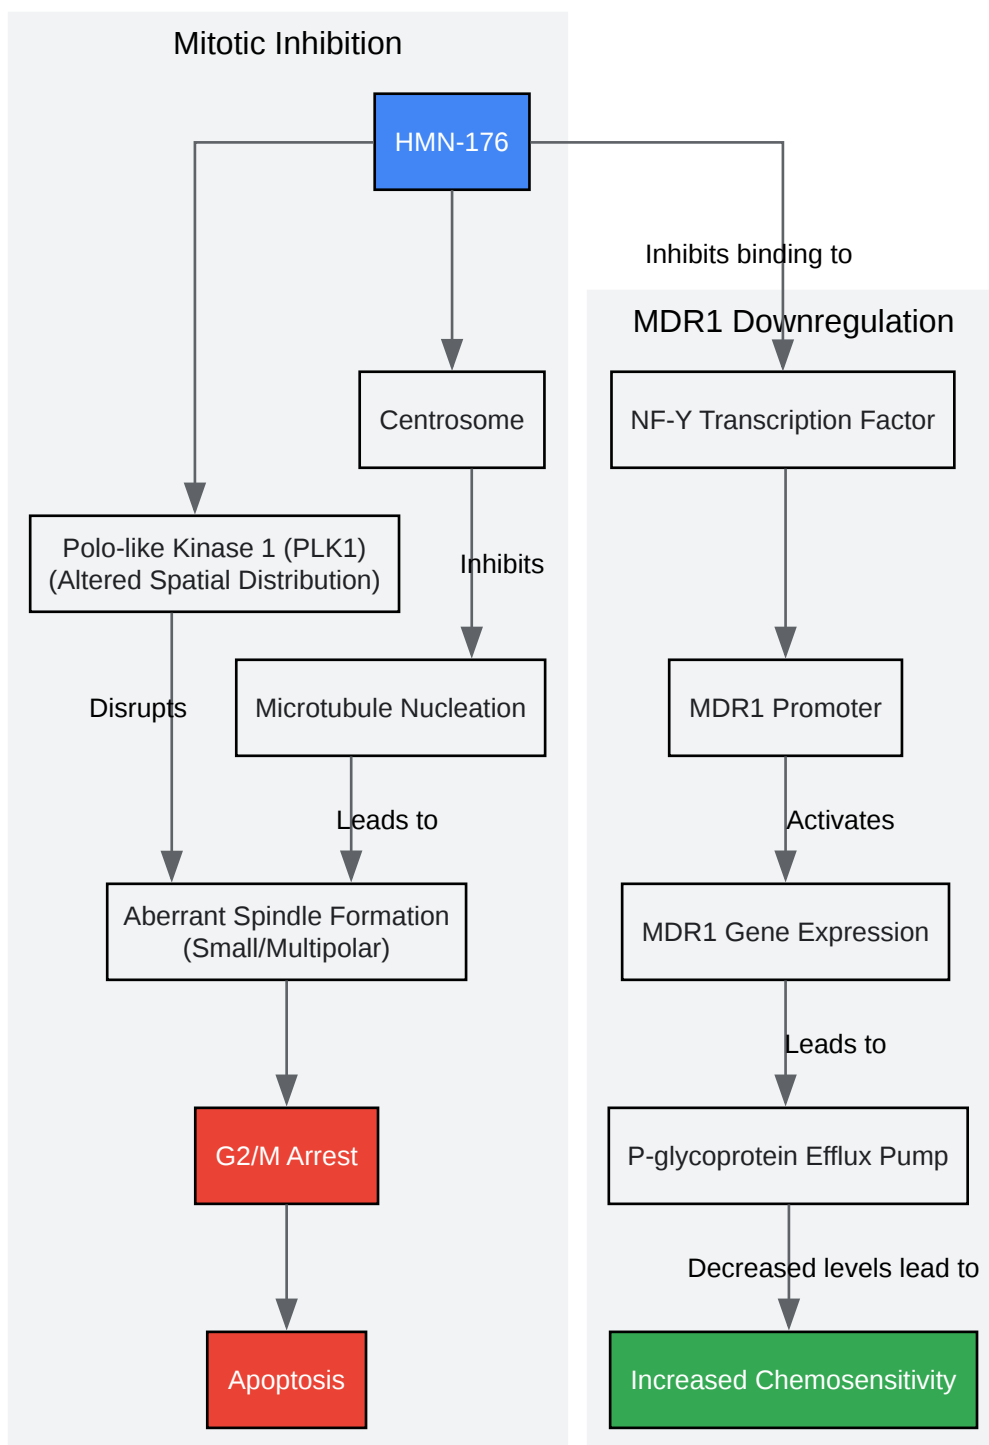 Mitotic Inhibition
HMN-176
Inhibits binding to
MDR1 Downregulation
Centrosome
NF-Y Transcription Factor
Polo-like Kinase 1 (PLK1)
(Altered Spatial Distribution)
Inhibits
Disrupts
Microtubule Nucleation
MDR1 Promoter
Leads to
Activates
Aberrant Spindle Formation
(Small/Multipolar)
MDR1 Gene Expression
Leads to
G2/M Arrest
P-glycoprotein Efflux Pump
Decreased levels lead to
Apoptosis
Increased Chemosensitivity